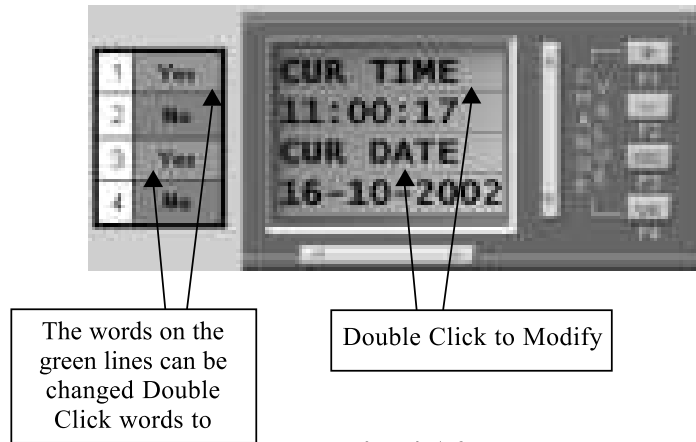 1 Yes
2 No
3 Yes
4 No
CUR TIME
11:00:17
CUR DATE
16-10-2002
The words on the
green lines can be
changed Double
Click words to
Double Click to Modify